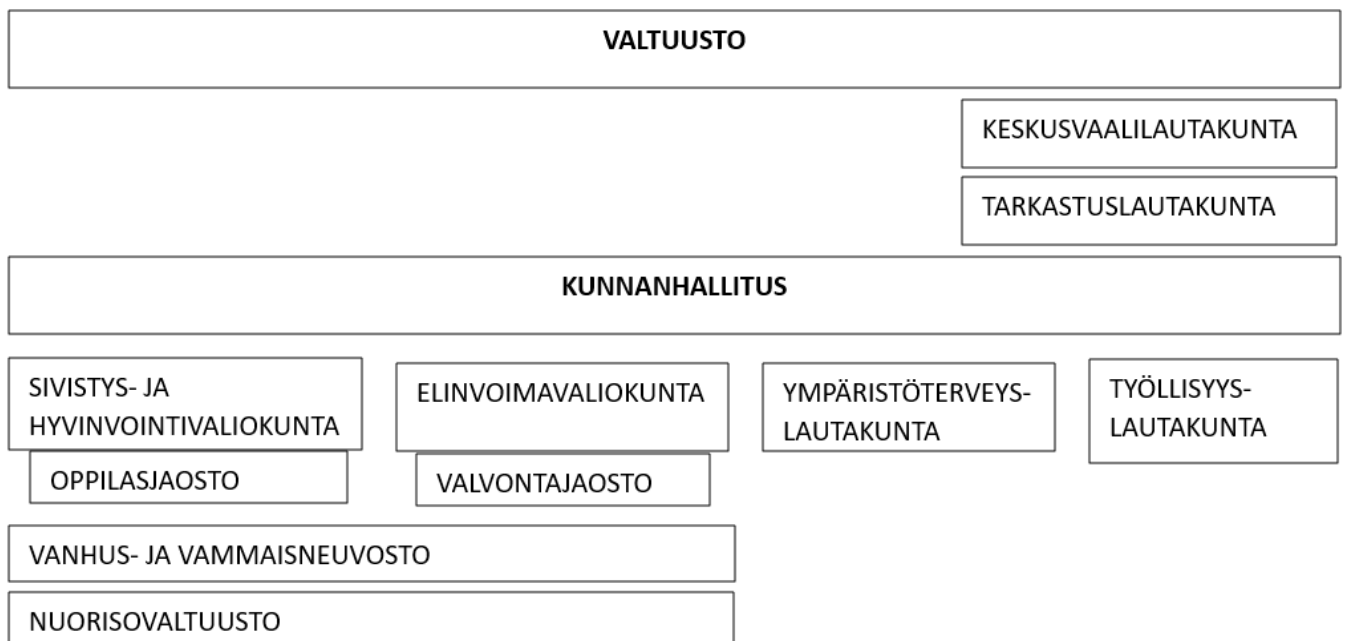 VALTUUSTO
KESKUSVAALILAUTAKUNTA
TARKASTUSLAUTAKUNTA
KUNNANHALLITUS
SIVISTYS- JA
HYVINVOINTIVALIOKUNTA
OPPILASJAOSTO
ELINVOIMAVALIOKUNTA
VALVONTAJAOSTO
YMPÄRISTÖTERVEYS-
LAUTAKUNTA
TYÖLLISYYS-
LAUTAKUNTA
VANHUS- JA VAMMAISNEUVOSTO
NUORISOVALTUUSTO